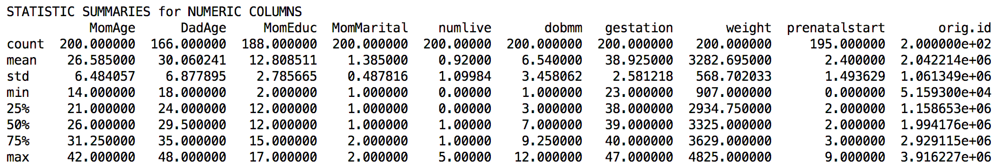 STATISTIC SUMMARIES for NUMERIC COLUMNS
MomAge DadAge MomEduc MomMarital numlive dobmm gestation weight prenatalstart orig.id
count 200.000000 166.000000 188.000000 200.000000 200.00000 200.000000 200.000000 200.000000 195.000000 2.000000e+02
mean 26.585000 30.060241 12.808511 1.385000 0.92000 6.540000 38.925000 3282.695000 2.400000 2.042214e+06
std 6.484057 6.877895 2.785665 0.487816 1.09984 3.458062 2.581218 568.702033 1.493629 1.061349e+06
min 14.000000 18.000000 2.000000 1.000000 0.00000 1.000000 23.000000 907.000000 0.000000 5.159300e+04
25% 21.000000 24.000000 12.000000 1.000000 0.00000 3.000000 38.000000 2934.750000 2.000000 1.158653e+06
50% 26.000000 29.500000 12.000000 1.000000 1.00000 7.000000 39.000000 3325.000000 2.000000 1.994176e+06
75% 31.250000 35.000000 15.000000 2.000000 1.00000 9.250000 40.000000 3629.000000 3.000000 2.929115e+06
max 42.000000 48.000000 17.000000 2.000000 5.00000 12.000000 47.000000 4825.000000 9.000000 3.916227e+06